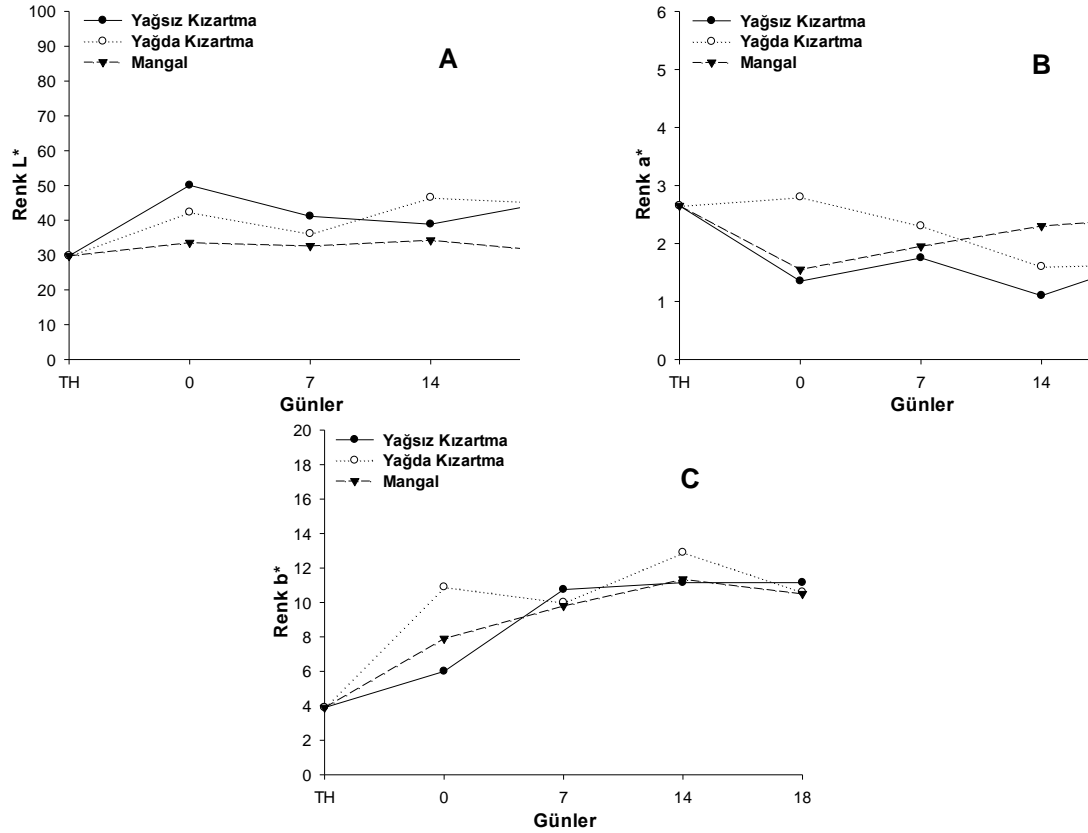 Yağsız Kızartma
Yağda Kızartma
Mangal
A
Renk L*
100
90
80
70
60
50
40
30
20
10
0
TH
0
7
14
Günler
Yağsız Kızartma
Yağda Kızartma
Mangal
B
Renk a*
6
5
4
3
2
1
0
TH
0
7
14
Günler
Yağsız Kızartma
Yağda Kızartma
Mangal
C
Renk b*
20
18
16
14
12
10
8
6
4
2
0
TH
0
7
14
18
Günler